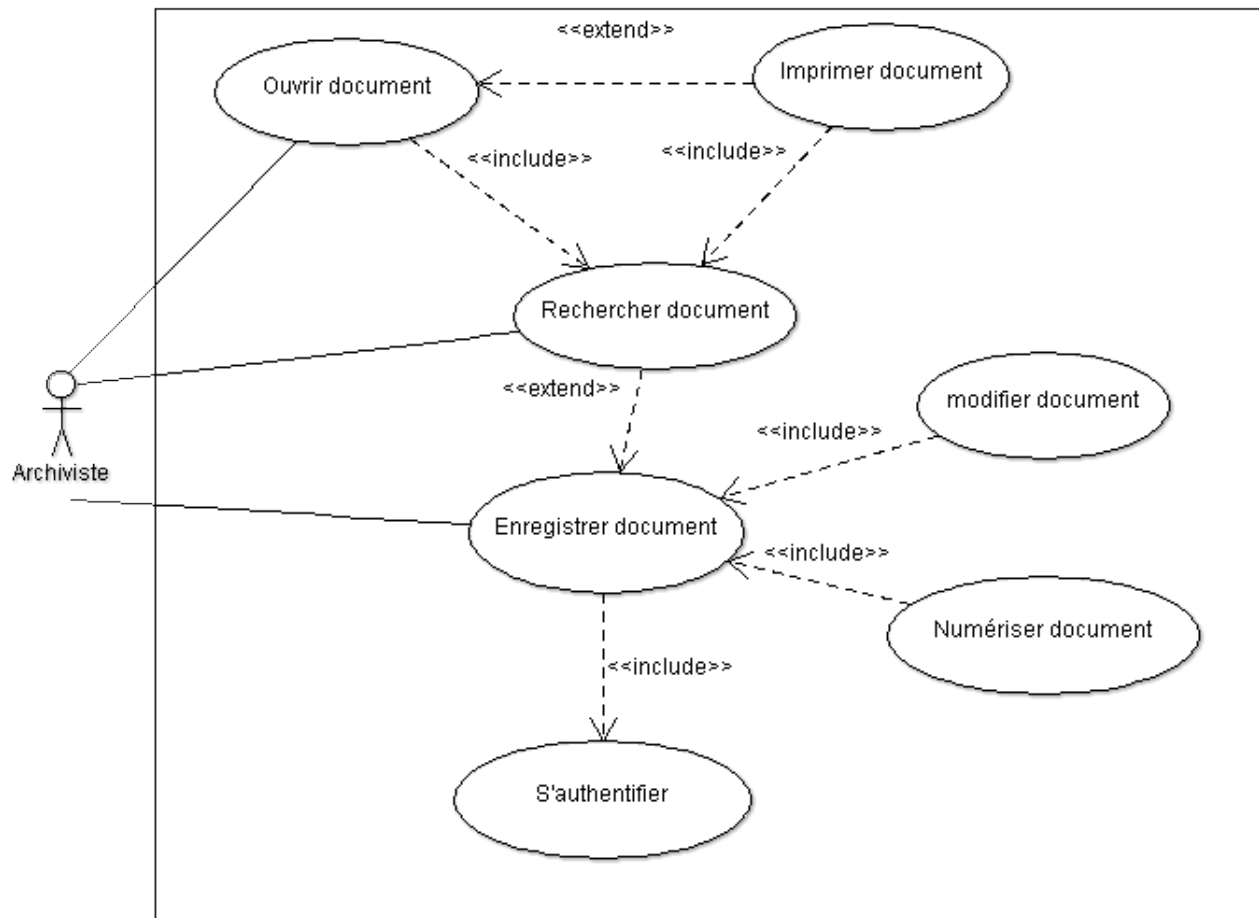 <<extend>>
Ouvrir document
Imprimer document
<<include>>
<<include>>
Rechercher document
<<extend>>
modifier document
<<include>>
Archiviste
Enregistrer document
<<include>>
Numériser document
<<include>>
S'authentifier